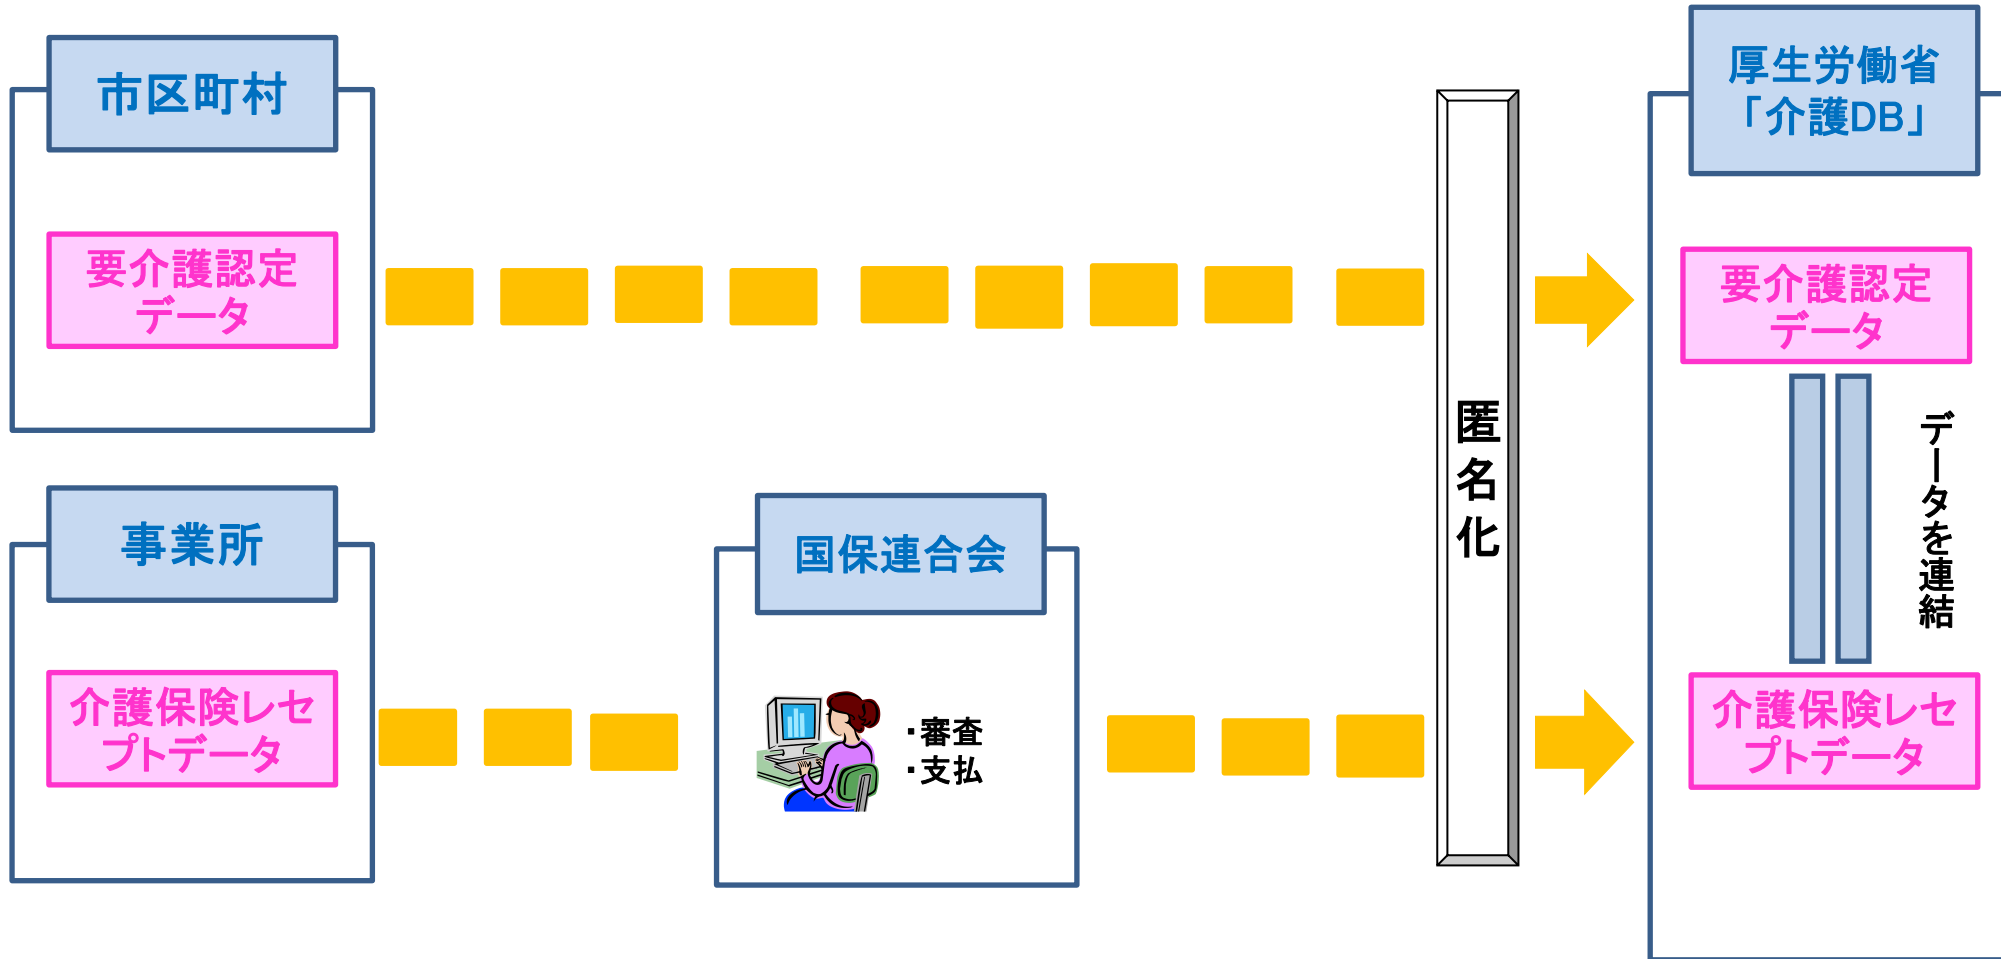 市区町村
要介護認定
データ
事業所
介護保険レセ
プトデータ
国保連合会
・審査
・支払
匿名化
厚生労働省
「介護DB」
要介護認定
データ
データを連結
介護保険レセ
プトデータ